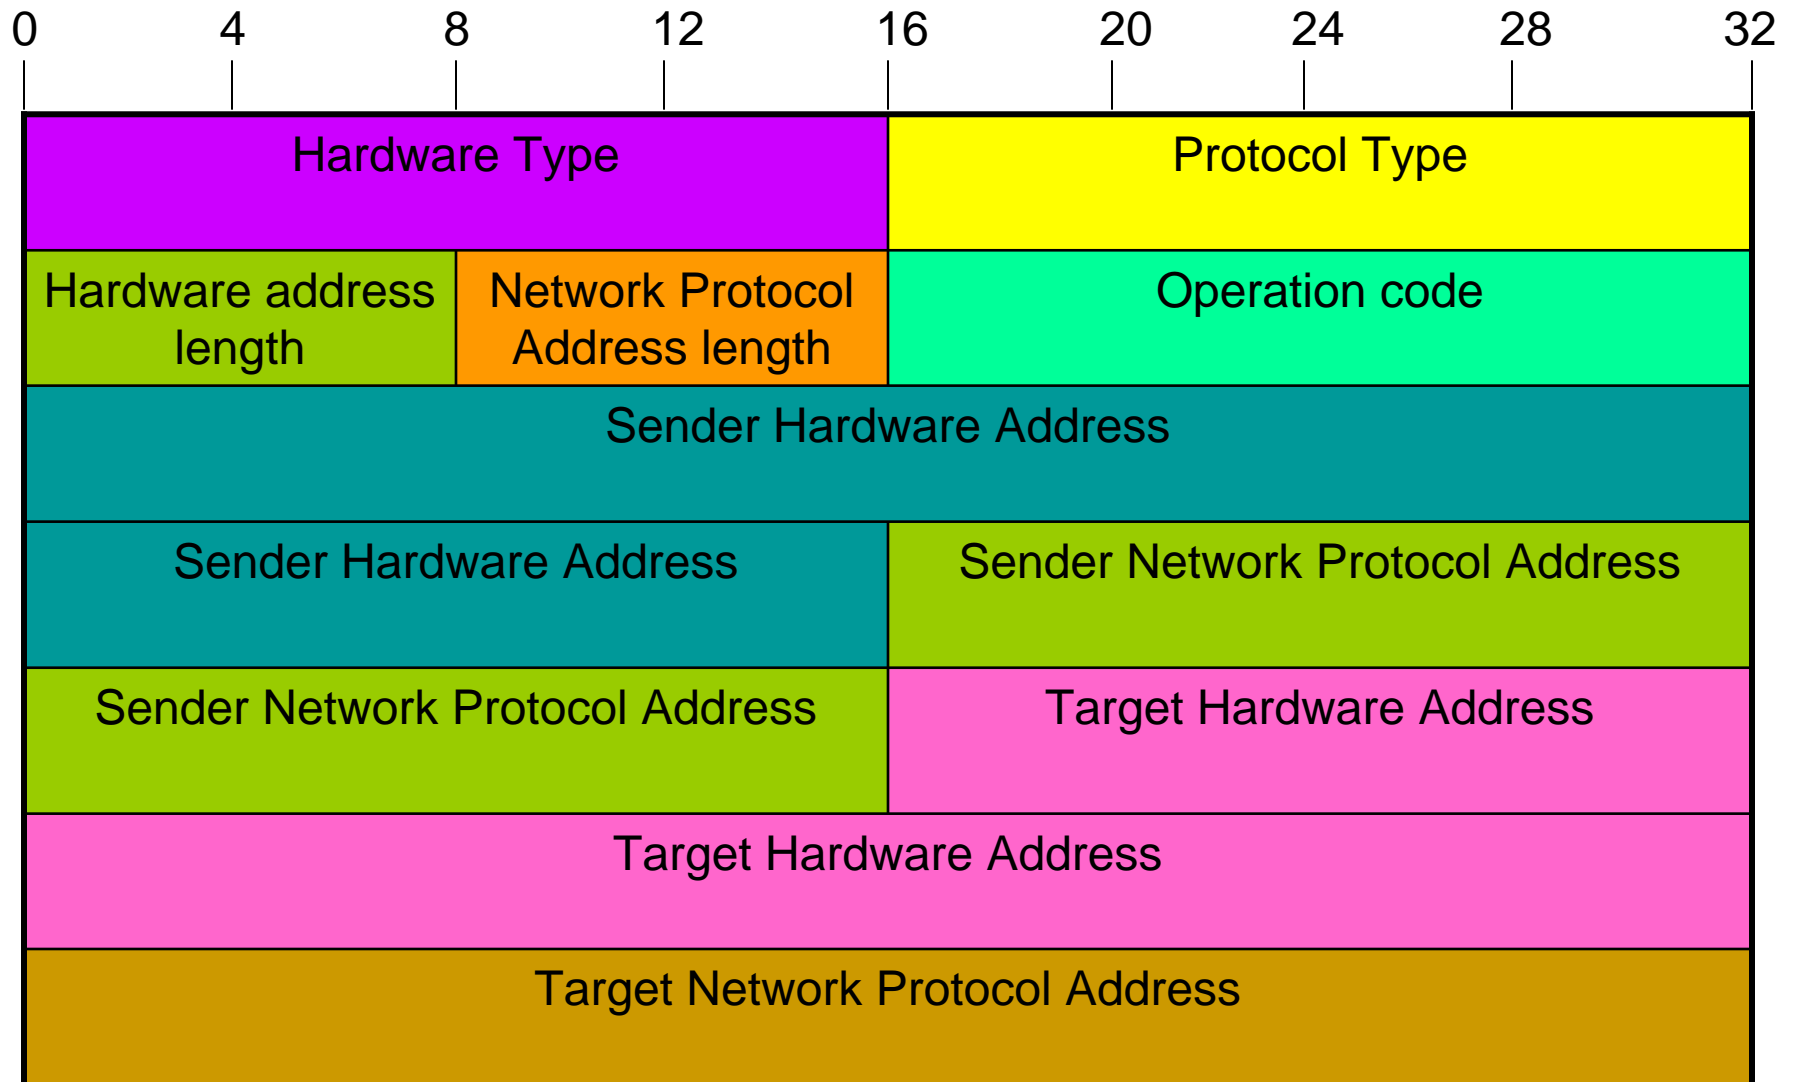 0 4 8 12 16 20 24 28 32
Hardware Type Protocol Type
Hardware address Network Protocol Operation code
length Address length
Sender Hardware Address
Sender Hardware Address Sender Network Protocol Address
Sender Network Protocol Address Target Hardware Address
Target Hardware Address
Target Network Protocol Address